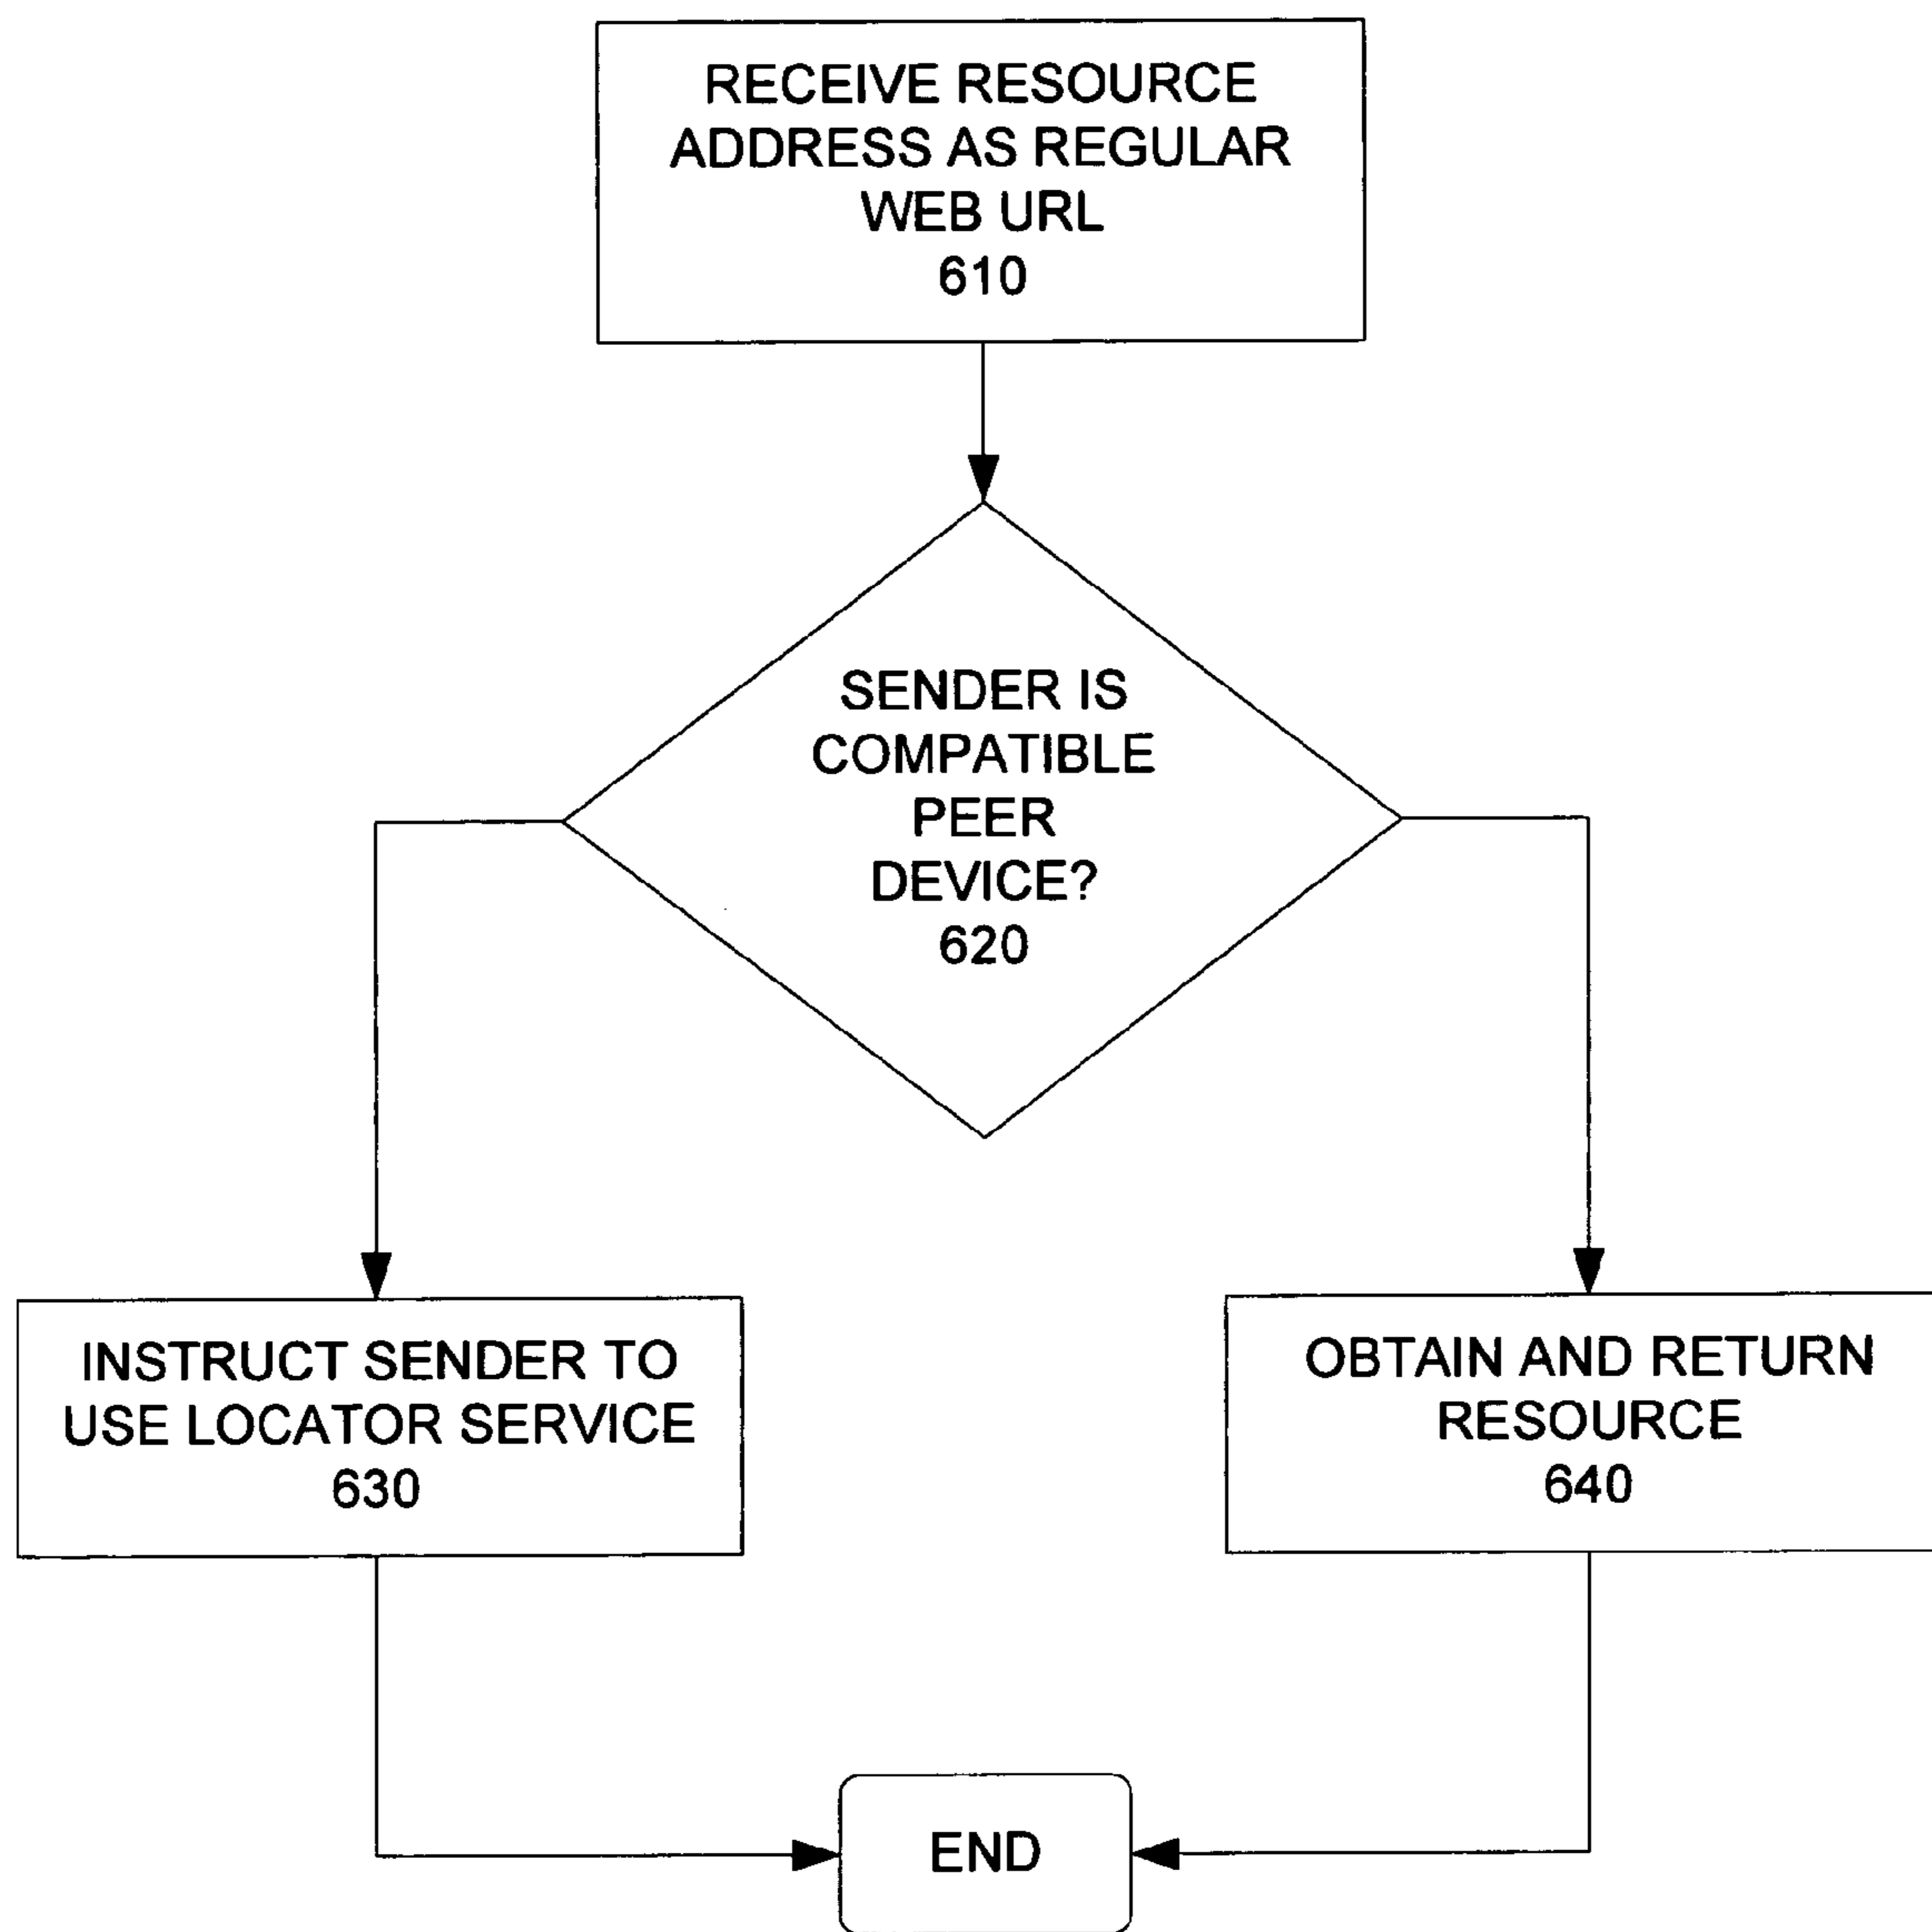 RECEIVE RESOURCE
ADDRESS AS REGULAR
WEB URL
610
SENDER IS
COMPATIBLE
PEER
DEVICE?
620
INSTRUCT SENDER TO
USE LOCATOR SERVICE
630
OBTAIN AND RETURN
RESOURCE
640
END